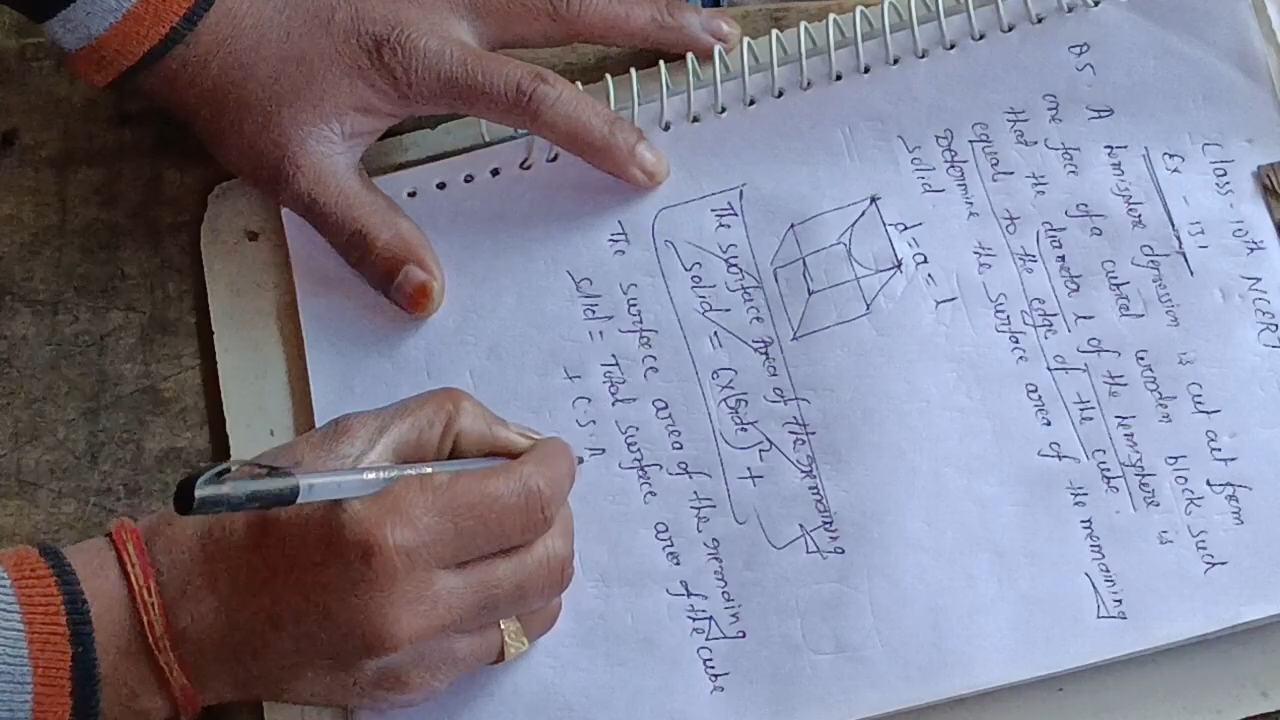 Class - 10th NCERT
Ex - 13.1
Q5. A hemisphere depression is cut out from
one face of a cubical wooden block such
that the diameter l of the hemisphere is
equal to the edge of the cube.
Determine the surface area of the remaining
solid.
d = a = l
The surface area of the remaining
solid = 6x(side)² +
The surface area of the remaining
solid = Total surface area of the cube
+ C.S.A